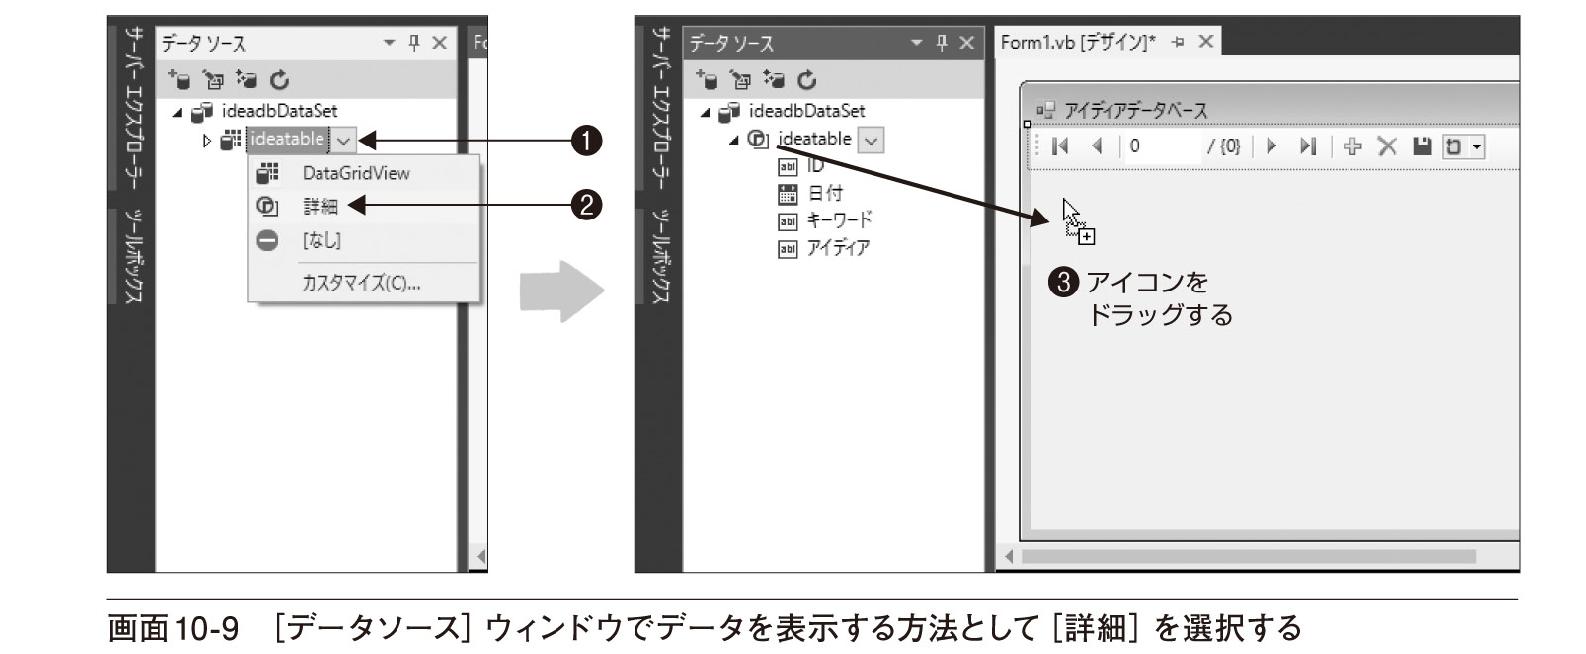 サーバー エクスプローラー
ツールボックス
データ ソース
ideadbDataSet
ideatable
❶
DataGridView
詳細
❷
[なし]
カスタマイズ(C)...
サーバー エクスプローラー
ツールボックス
データ ソース
ideadbDataSet
ideatable
ID
日付
キーワード
アイディア
Form1.vb [デザイン]*
アイディアデータベース
0 / {0}
❸ アイコンを
ドラッグする
画面10-9 ［データソース］ウィンドウでデータを表示する方法として［詳細］を選択する